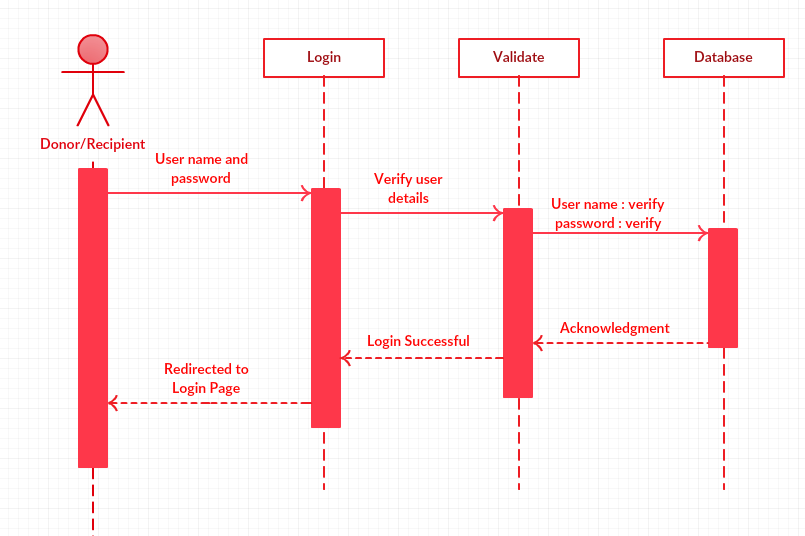 Login
Validate
Database
Donor/Recipient
User name and
password
Verify user
details
User name : verify
password : verify
Acknowledgment
Login Successful
Redirected to
Login Page